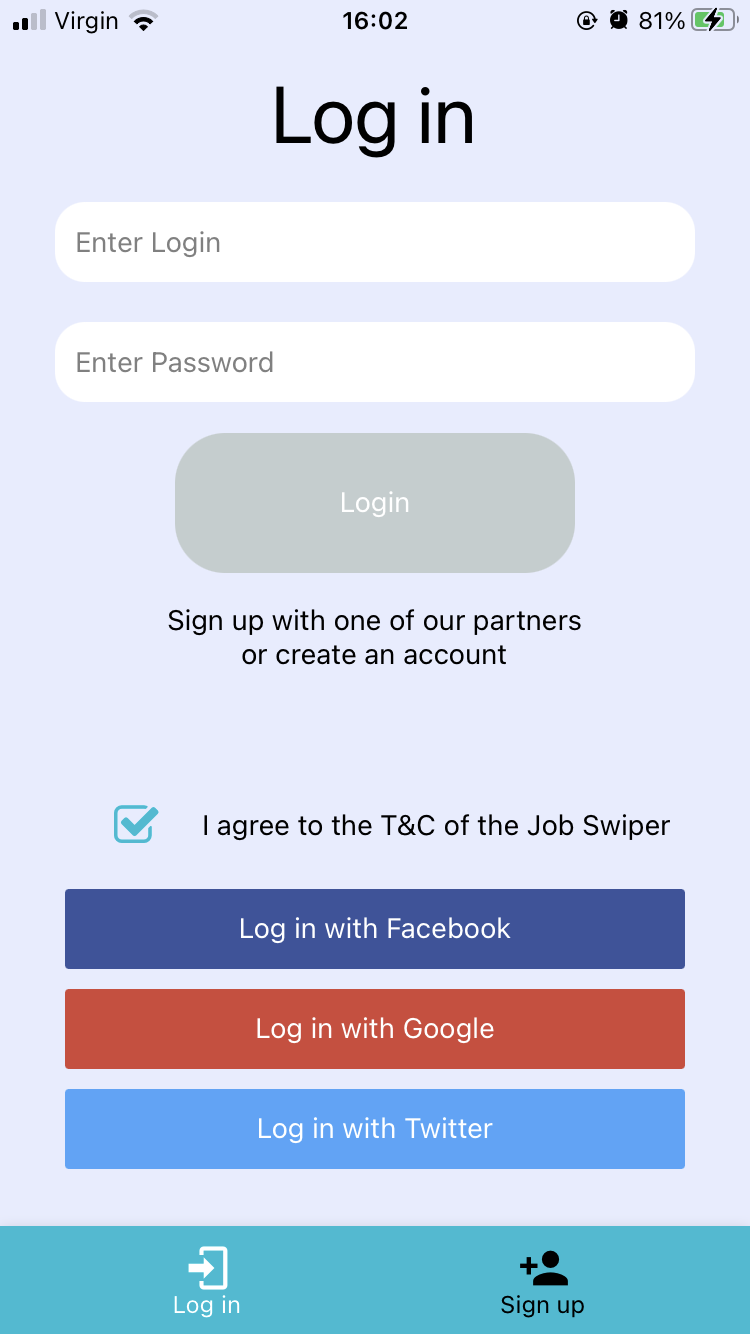 Virgin 16:02 81%
Log in
Enter Login
Enter Password
Login
Sign up with one of our partners
or create an account
I agree to the T&C of the Job Swiper
Log in with Facebook
Log in with Google
Log in with Twitter
Log in Sign up